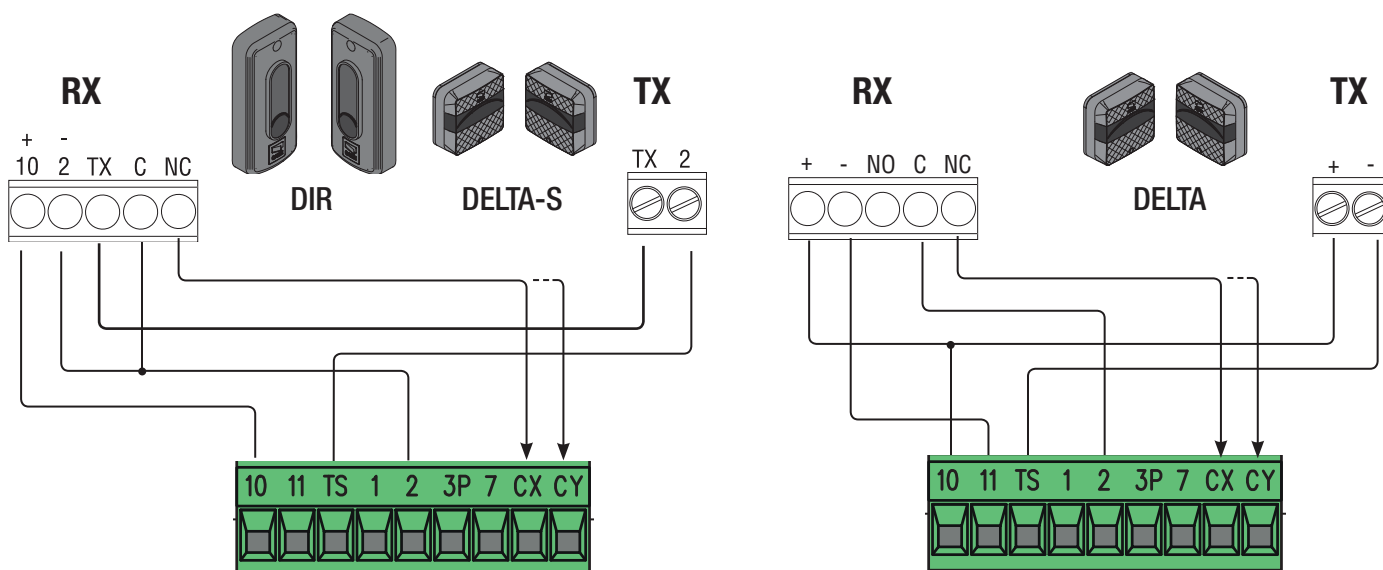 RX
TX
+ -
10 2 TX C NC
TX 2
DIR
DELTA-S
10 11 TS 1 2 3P 7 CX CY
RX
TX
+ - NO C NC
+ -
DELTA
10 11 TS 1 2 3P 7 CX CY